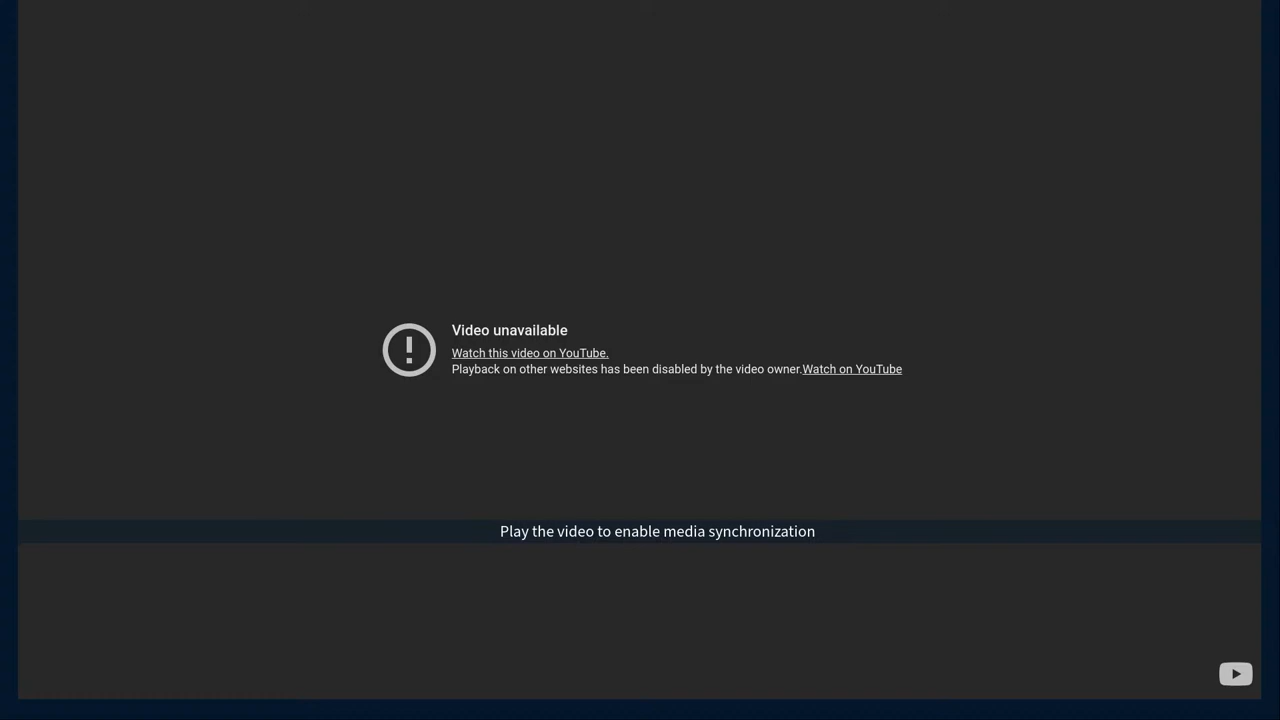 Video unavailable
Watch this video on YouTube.
Playback on other websites has been disabled by the video owner.Watch on YouTube
Play the video to enable media synchronization